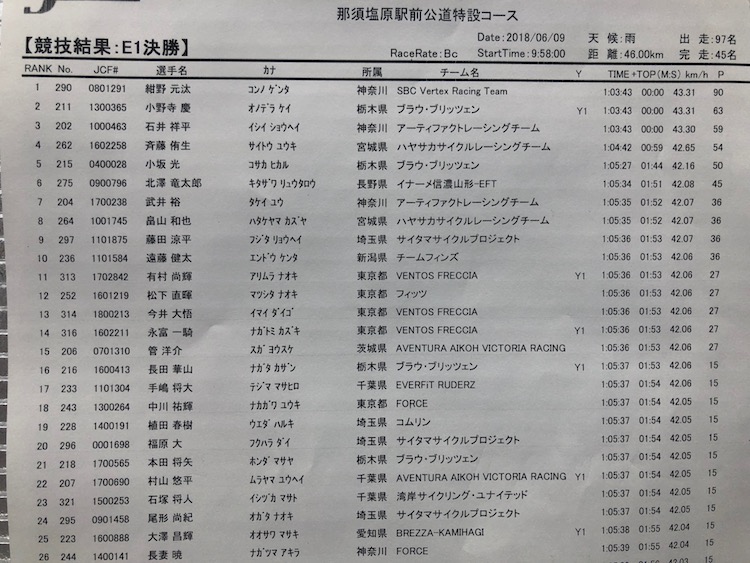 那須塩原駅前公道特設コース
【競技結果:E1決勝】
Date:2018/06/09 天 候:雨 出 走:97名
RaceRate:Bc StartTime:9:58:00 距 離:46.00km 完 走:45名
RANK No. JCF# 選手名 カナ 所属 チーム名 Y TIME +TOP(M:S) km/h P
1 290 0801291 紺野 元汰 コンノ ゲンタ 神奈川 SBC Vertex Racing Team 1:03:43 00:00 43.31 90
2 211 1300365 小野寺 慶 オノデラ ケイ 栃木県 ブラウ・ブリッツェン Y1 1:03:43 00:00 43.31 63
3 202 1000463 石井 祥平 イシイ ショウヘイ 神奈川 アーティファクトレーシングチーム 1:03:43 00:00 43.30 59
4 262 1602258 斉藤 侑生 サイトウ ユウキ 宮城県 ハヤサカサイクルレーシングチーム 1:04:42 00:59 42.65 54
5 215 0400028 小坂 光 コサカ ヒカル 栃木県 ブラウ・ブリッツェン 1:05:27 01:44 42.16 50
6 275 0900796 北澤 竜太郎 キタザワ リュウタロウ 長野県 イナーメ信濃山形-EFT 1:05:34 01:51 42.08 45
7 204 1700238 武井 裕 タケイ ユウ 神奈川 アーティファクトレーシングチーム 1:05:35 01:52 42.07 36
8 264 1001745 畠山 和也 ハタケヤマ カズヤ 宮城県 ハヤサカサイクルレーシングチーム 1:05:35 01:52 42.07 36
9 297 1101875 藤田 涼平 フジタ リョウヘイ 埼玉県 サイタマサイクルプロジェクト 1:05:36 01:53 42.07 36
10 236 1101584 遠藤 健太 エンドウ ケンタ 新潟県 チームフィンズ 1:05:36 01:53 42.06 36
11 313 1702842 有村 尚輝 アリムラ ナオキ 東京都 VENTOS FRECCIA Y1 1:05:36 01:53 42.06 27
12 252 1601219 松下 直暉 マツシタ ナオキ 東京都 フィッツ 1:05:36 01:53 42.06 27
13 314 1800213 今井 大悟 イマイ ダイゴ 東京都 VENTOS FRECCIA 1:05:36 01:53 42.06 27
14 316 1602211 永富 一騎 ナガトミ カズキ 東京都 VENTOS FRECCIA Y1 1:05:36 01:53 42.06 27
15 206 0701310 管 洋介 スガ ヨウスケ 茨城県 AVENTURA AIKOH VICTORIA RACING 1:05:36 01:53 42.06 27
16 216 1600413 長田 華山 ナガタ カザン 栃木県 ブラウ・ブリッツェン Y1 1:05:37 01:54 42.06 15
17 233 1101304 手嶋 将大 テジマ マサヒロ 千葉県 EVERFiT RUDERZ 1:05:37 01:54 42.06 15
18 243 1300264 中川 祐輝 ナカガワ ユウキ 東京都 FORCE 1:05:37 01:54 42.05 15
19 228 1400191 植田 春樹 ウエダ ハルキ 埼玉県 コムリン 1:05:37 01:54 42.05 15
20 296 0001698 福原 大 フクハラ ダイ 埼玉県 サイタマサイクルプロジェクト 1:05:37 01:54 42.05 15
21 218 1700565 本田 将矢 ホンダ マサヤ 栃木県 ブラウ・ブリッツェン 1:05:37 01:54 42.05 15
22 207 1700690 村山 悠平 ムラヤマ ユウヘイ 千葉県 AVENTURA AIKOH VICTORIA RACING Y1 1:05:37 01:54 42.05 15
23 321 1500253 石塚 将人 イシヅカ マサト 千葉県 湾岸サイクリング・ユナイテッド 1:05:37 01:54 42.05 15
24 295 0901458 尾形 尚紀 オガタ ナオキ 埼玉県 サイタマサイクルプロジェクト 1:05:37 01:54 42.05 15
25 223 1600888 大澤 昌輝 オオサワ マサキ 愛知県 BREZZA-KAMIHAGI Y1 1:05:38 01:55 42.04 15
26 244 1400141 長妻 暁 ナガツマ アキラ 神奈川 FORCE 1:05:39 01:55 42.04 15